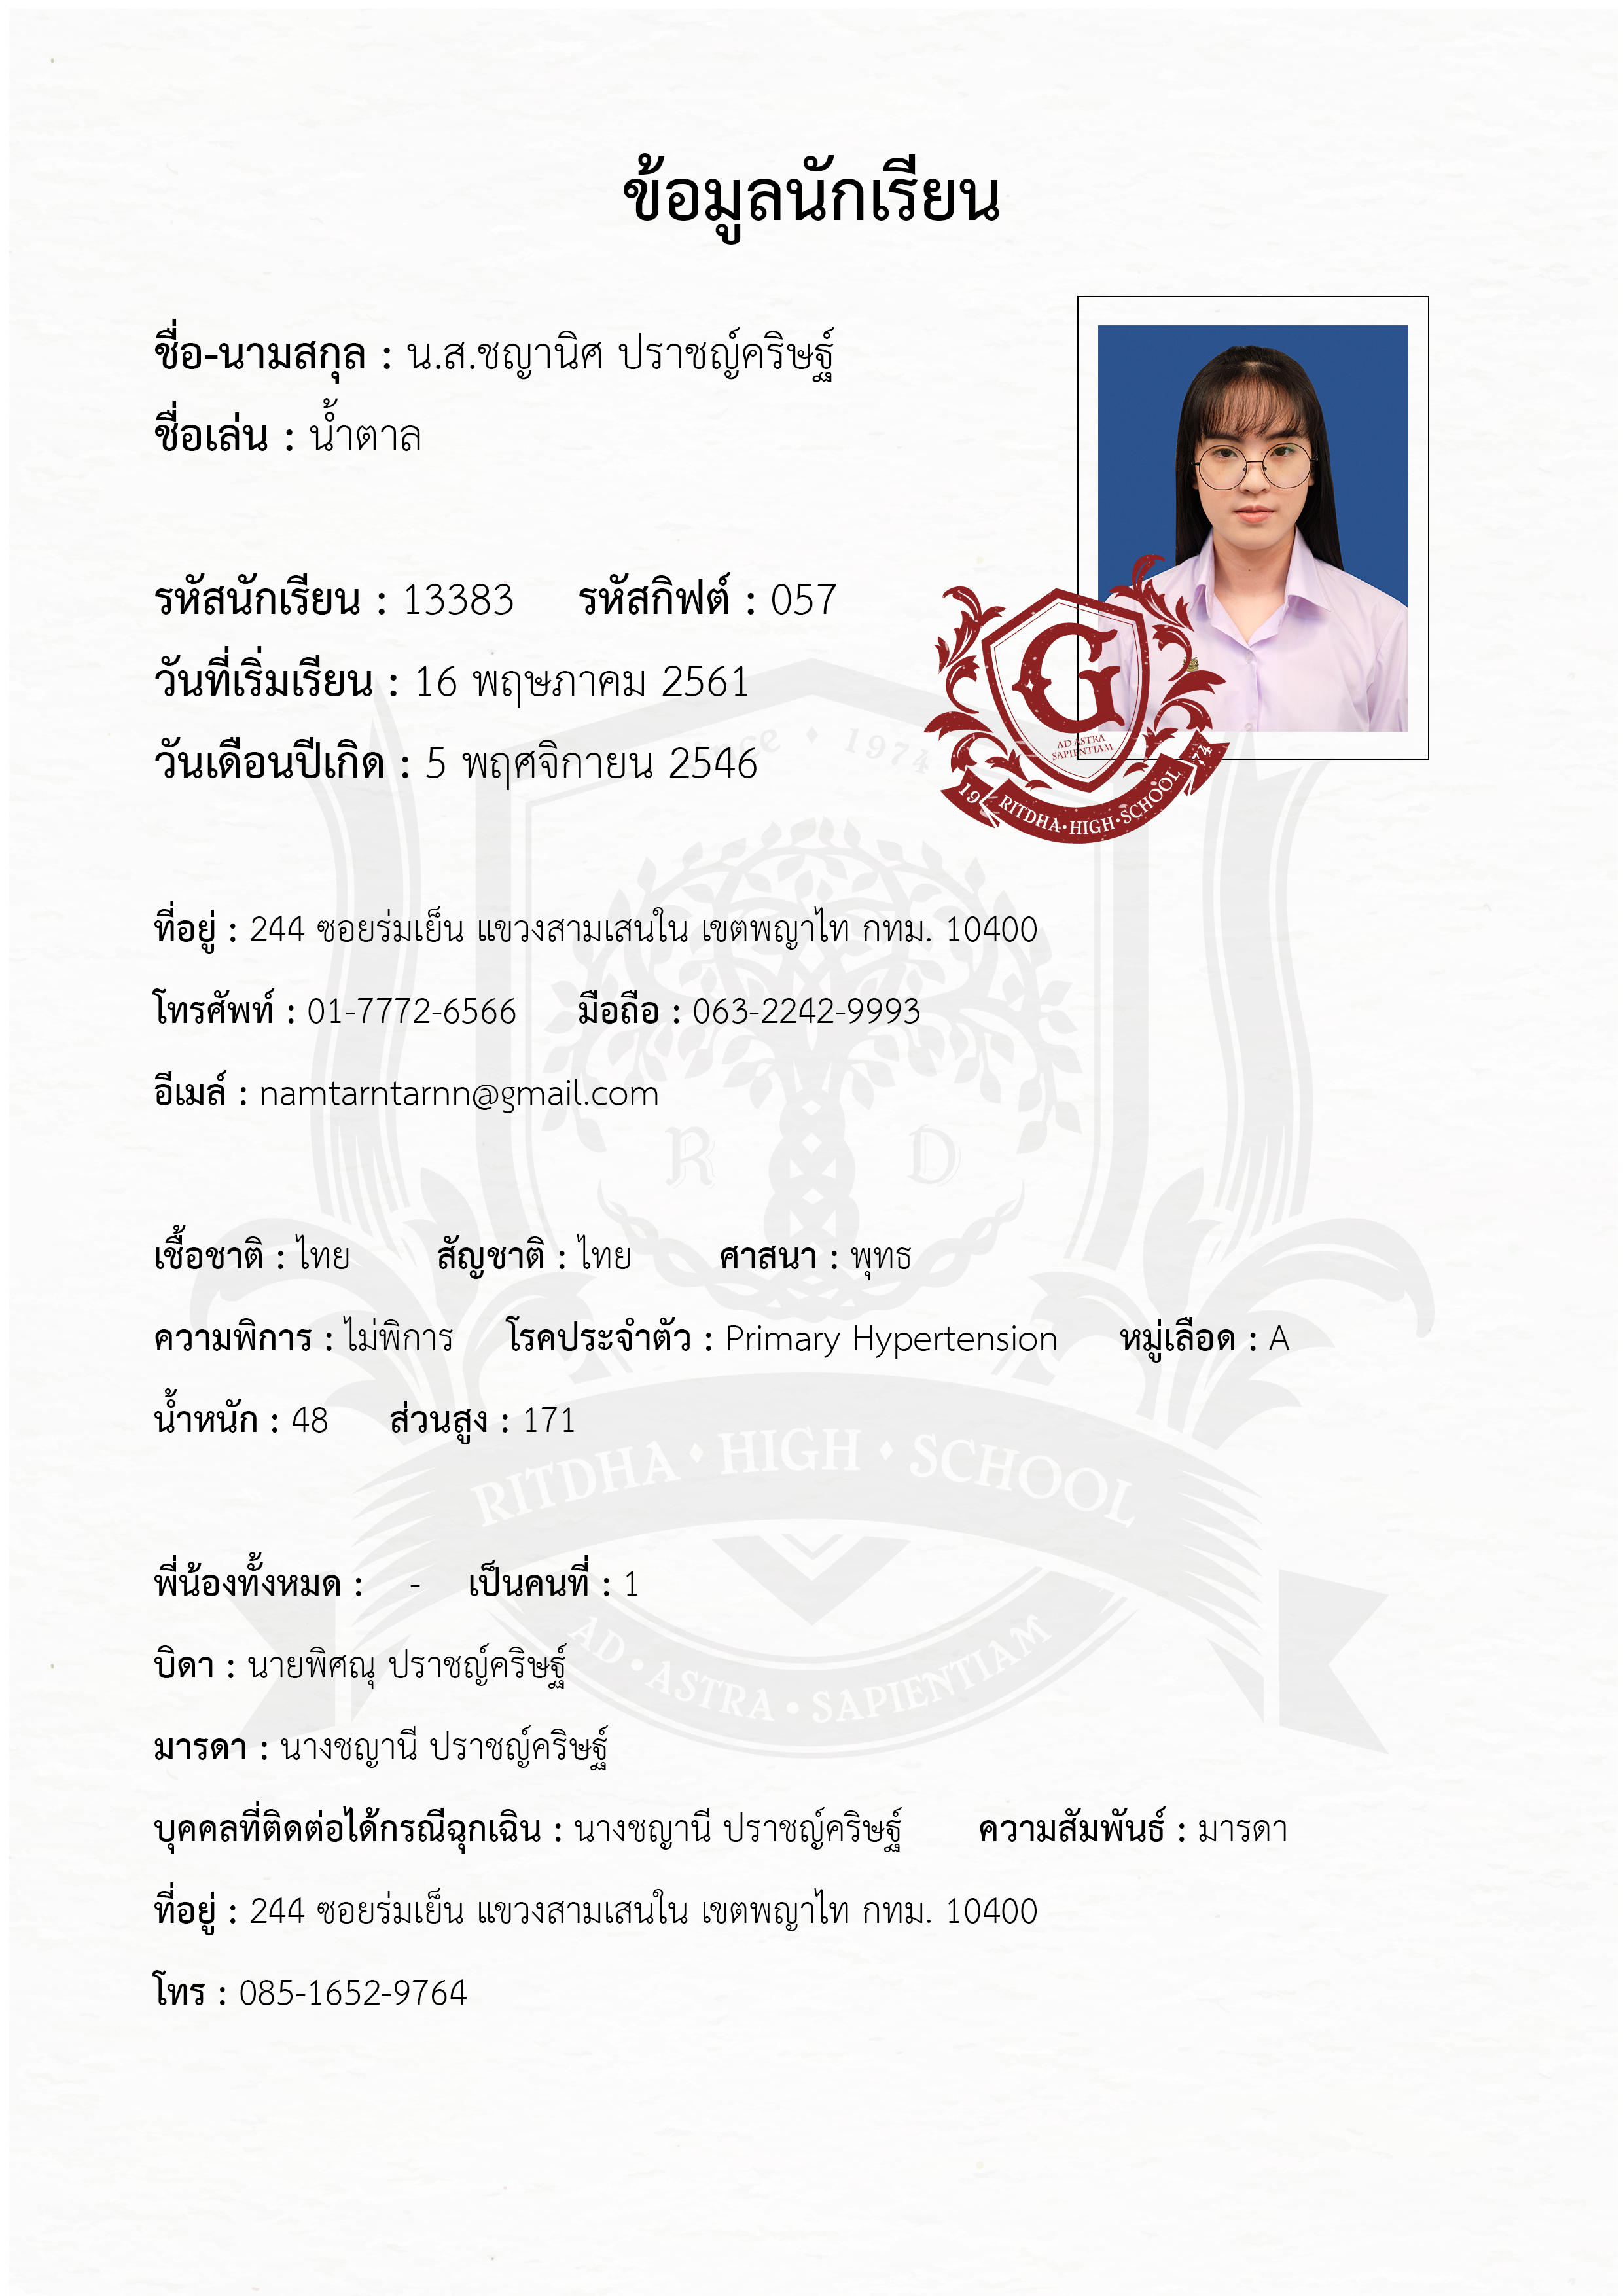 ข้อมูลนักเรียน
ชื่อ-นามสกุล : น.ส.ชญานิศ ปราชญ์คริษฐ์
ชื่อเล่น : น้ำตาล
รหัสนักเรียน : 13383 รหัสกิฟต์ : 057
วันที่เริ่มเรียน : 16 พฤษภาคม 2561
วันเดือนปีเกิด : 5 พฤศจิกายน 2546
G
AD ASTRA
SAPIENTIAM
19 RITDHA • HIGH • SCHOOL 74
1974
ที่อยู่ : 244 ซอยร่มเย็น แขวงสามเสนใน เขตพญาไท กทม. 10400
โทรศัพท์ : 01-7772-6566 มือถือ : 063-2242-9993
อีเมล์ : namtarntarnn@gmail.com
R D
เชื้อชาติ : ไทย สัญชาติ : ไทย ศาสนา : พุทธ
ความพิการ : ไม่พิการ โรคประจำตัว : Primary Hypertension หมู่เลือด : A
น้ำหนัก : 48 ส่วนสูง : 171
RITDHA • HIGH • SCHOOL
พี่น้องทั้งหมด : - เป็นคนที่ : 1
AD • ASTRA • SAPIENTIAM
บิดา : นายพิศณุ ปราชญ์คริษฐ์
มารดา : นางชญานี ปราชญ์คริษฐ์
บุคคลที่ติดต่อได้กรณีฉุกเฉิน : นางชญานี ปราชญ์คริษฐ์ ความสัมพันธ์ : มารดา
ที่อยู่ : 244 ซอยร่มเย็น แขวงสามเสนใน เขตพญาไท กทม. 10400
โทร : 085-1652-9764